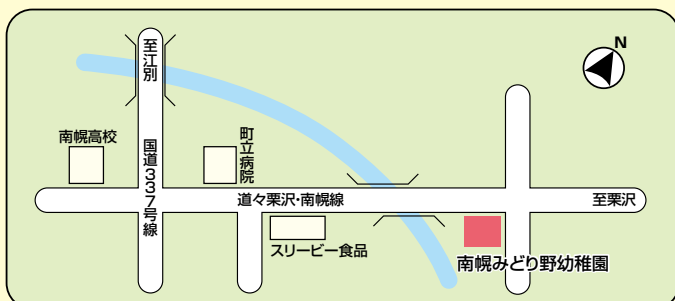 至江別
N
南幌高校
国道337号線
町立病院
道々栗沢・南幌線
至栗沢
スリービー食品
南幌みどり野幼稚園